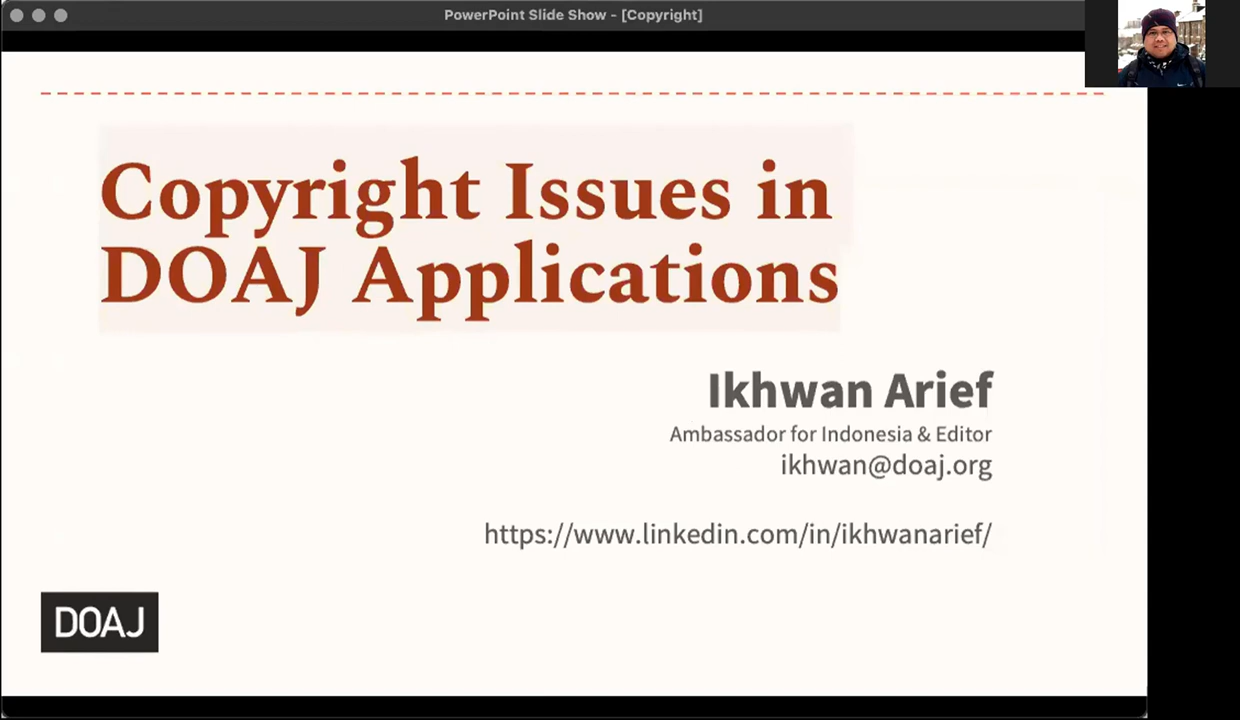 PowerPoint Slide Show - [Copyright]
Copyright Issues in
DOAJ Applications
Ikhwan Arief
Ambassador for Indonesia & Editor
ikhwan@doaj.org
https://www.linkedin.com/in/ikhwanarief/
DOAJ